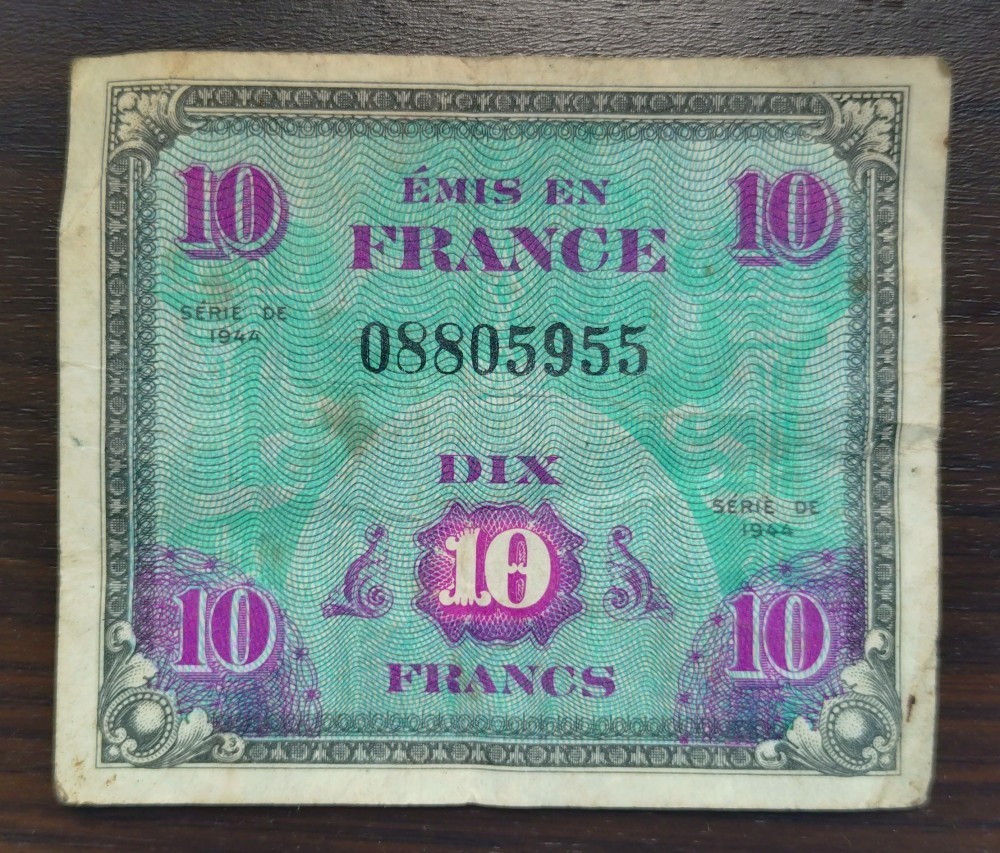 10 ÉMIS EN 10
FRANCE
SÉRIE DE
1944
08805955
DIX
SÉRIE DE
1944
10
10 10
FRANCS